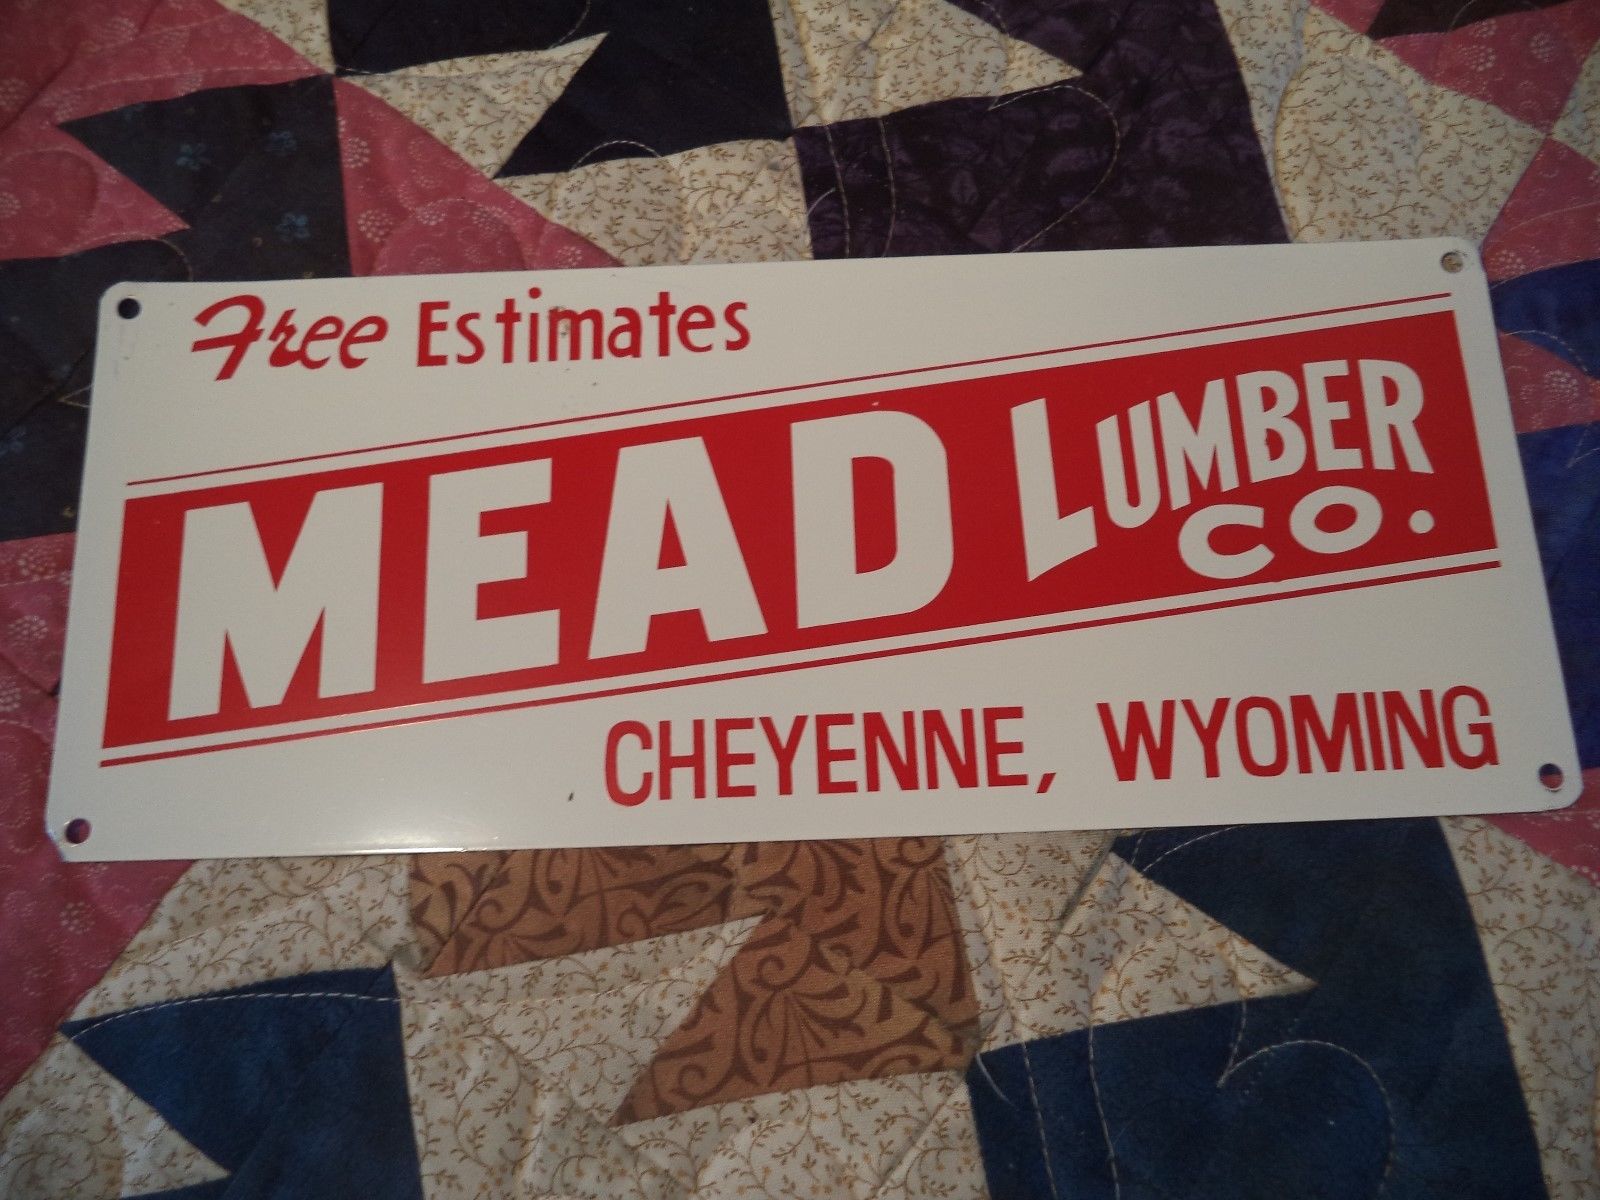 Free Estimates
MEAD LUMBER
CO.
CHEYENNE, WYOMING